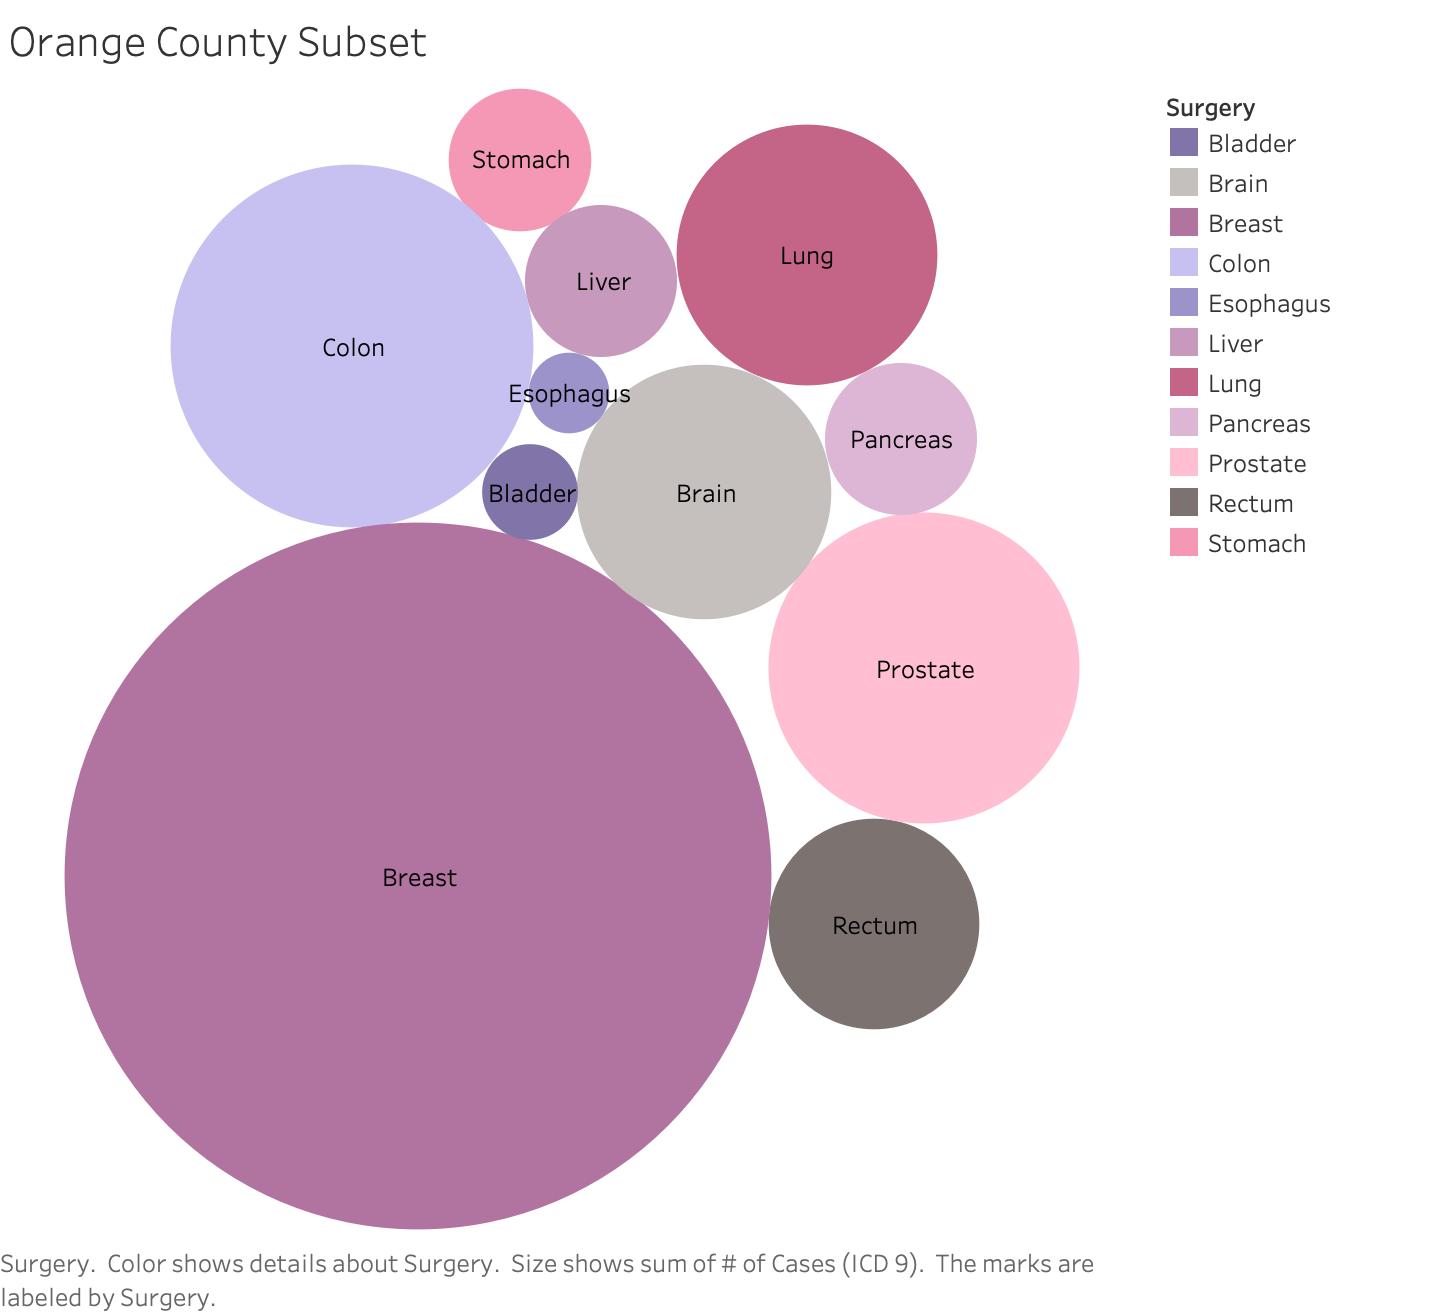 Orange County Subset
Stomach
Lung
Liver
Colon
Esophagus
Pancreas
Bladder
Brain
Prostate
Breast
Rectum
Surgery
Bladder
Brain
Breast
Colon
Esophagus
Liver
Lung
Pancreas
Prostate
Rectum
Stomach
Surgery.  Color shows details about Surgery.  Size shows sum of # of Cases (ICD 9).  The marks are
labeled by Surgery.